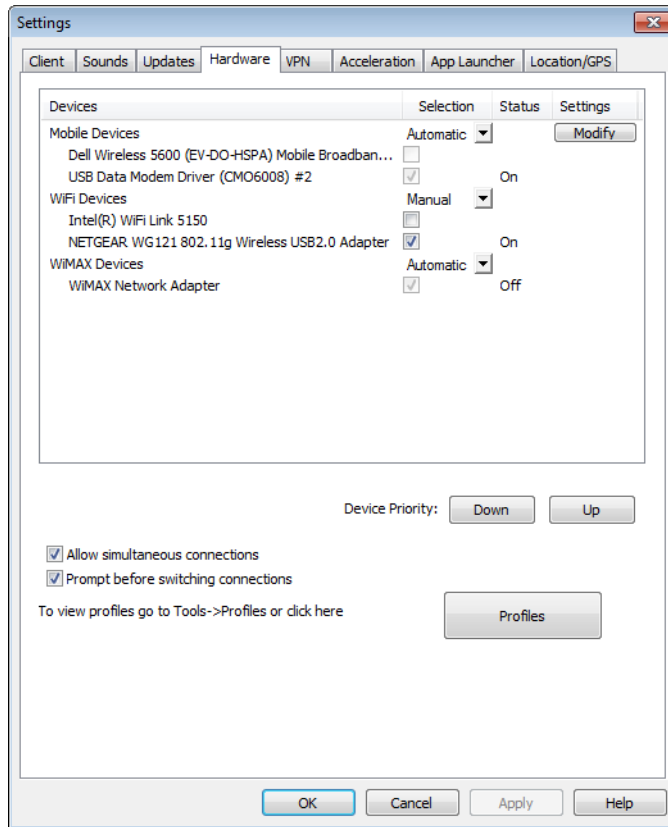 Settings
Client Sounds Updates Hardware VPN Acceleration App Launcher Location/GPS
Devices Selection Status Settings
Mobile Devices Automatic Modify
Dell Wireless 5600 (EV-DO-HSPA) Mobile Broadban...
USB Data Modem Driver (CMO6008) #2 On
WiFi Devices Manual
Intel(R) WiFi Link 5150
NETGEAR WG121 802.11g Wireless USB2.0 Adapter On
WiMAX Devices Automatic
WiMAX Network Adapter Off
Device Priority: Down Up
Allow simultaneous connections
Prompt before switching connections
To view profiles go to Tools->Profiles or click here Profiles
OK Cancel Apply Help